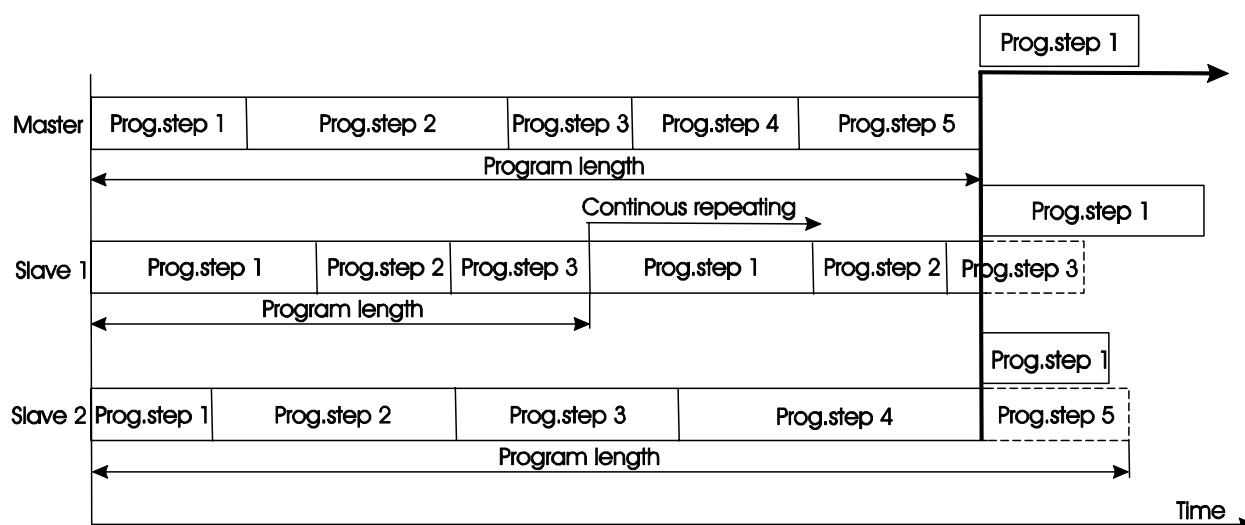 Prog.step 1
Master Prog.step 1 Prog.step 2 Prog.step 3 Prog.step 4 Prog.step 5
Program length
Continous repeating
Prog.step 1
Slave 1 Prog.step 1 Prog.step 2 Prog.step 3 Prog.step 1 Prog.step 2 Prog.step 3
Program length
Prog.step 1
Slave 2 Prog.step 1 Prog.step 2 Prog.step 3 Prog.step 4 Prog.step 5
Program length
Time